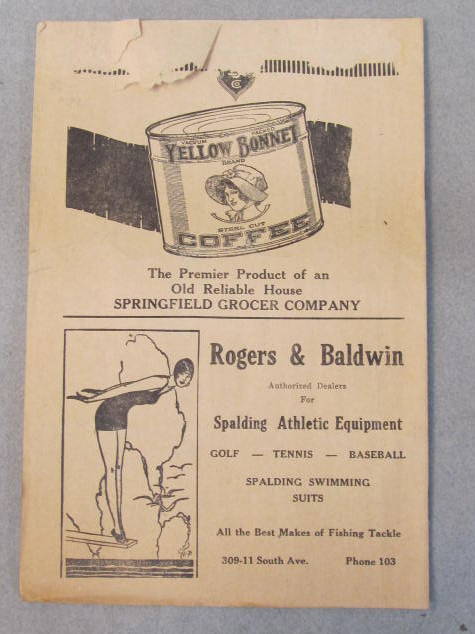 VACUUM PACKED
YELLOW BONNET
BRAND
STEEL CUT
COFFEE
The Premier Product of an
Old Reliable House
SPRINGFIELD GROCER COMPANY
Rogers & Baldwin
Authorized Dealers
For
Spalding Athletic Equipment
GOLF — TENNIS — BASEBALL
SPALDING SWIMMING
SUITS
All the Best Makes of Fishing Tackle
309-11 South Ave. Phone 103